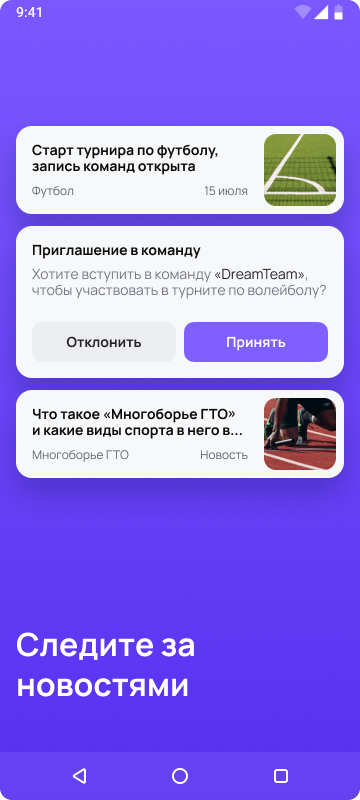 9:41
Старт турнира по футболу,
запись команд открыта
Футбол 15 июля
Приглашение в команду
Хотите вступить в команду «DreamTeam»,
чтобы участвовать в турните по волейболу?
Отклонить Принять
Что такое «Многоборье ГТО»
и какие виды спорта в него в...
Многоборье ГТО Новость
Следите за
новостями